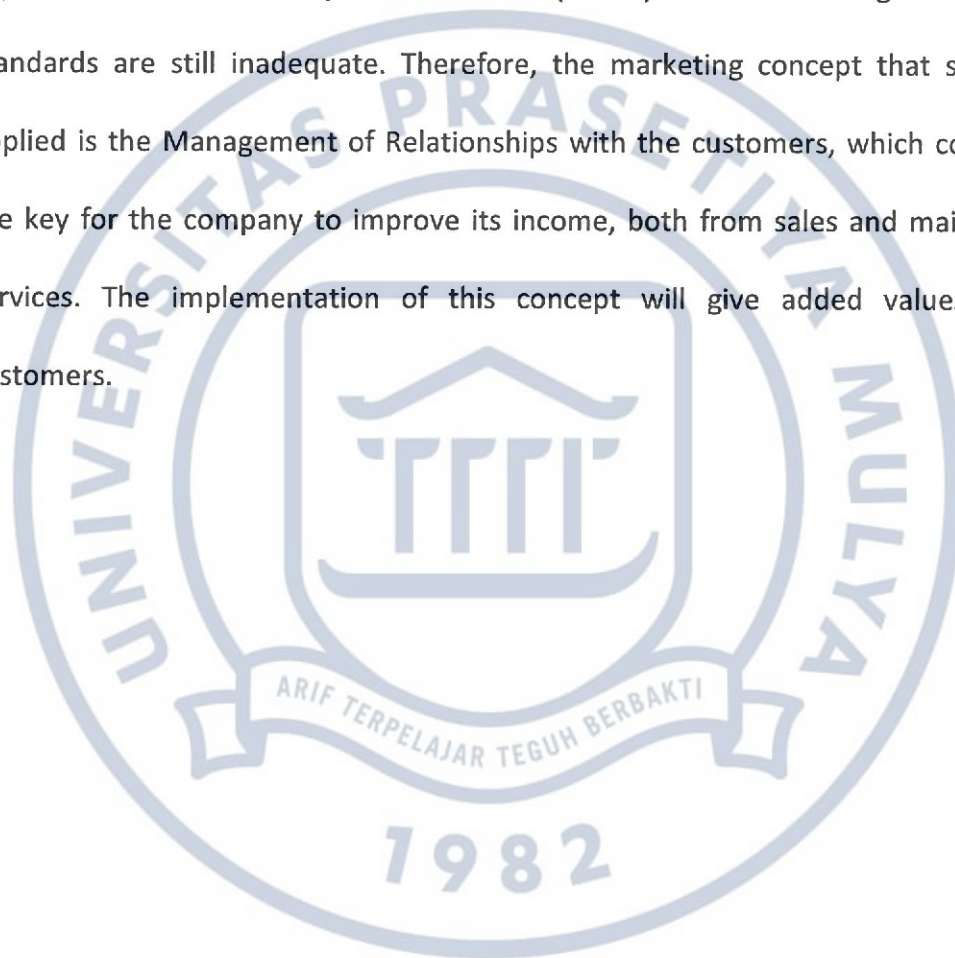 andards are still inadequate. Therefore, the marketing concept that s
plied is the Management of Relationships with the customers, which co
e key for the company to improve its income, both from sales and mai
rvices. The implementation of this concept will give added value
stomers.
UNIVERSITAS PRASETIYA MULYA
ARIF TERPELAJAR TEGUH BERBAKTI
1982